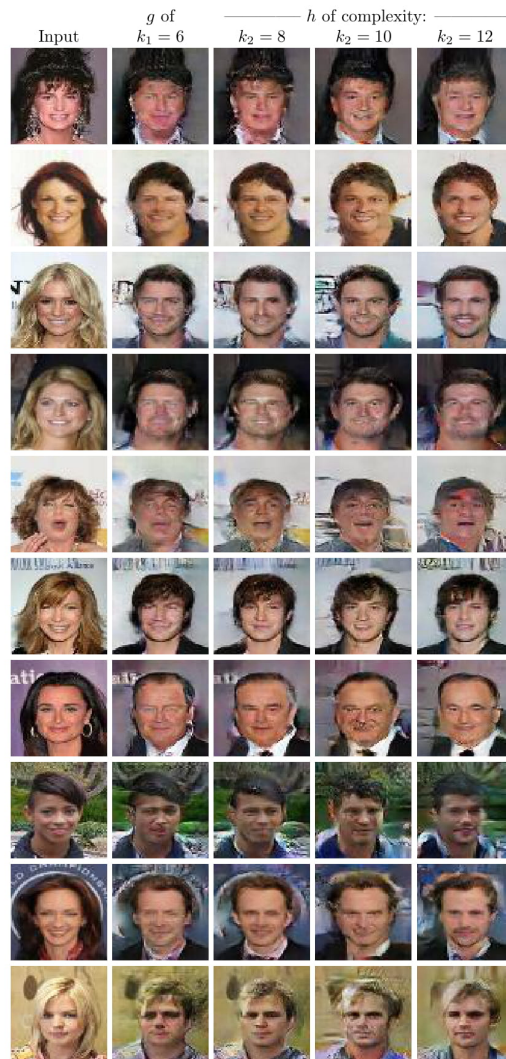 g of
h of complexity:
Input
k₁ = 6
k₂ = 8
k₂ = 10
k₂ = 12